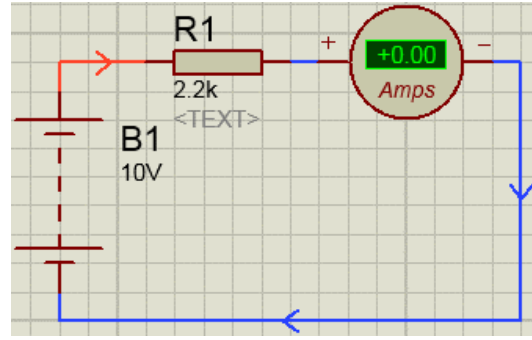 R1
+ +0.00 −
Amps
2.2k
<TEXT>
B1
10V